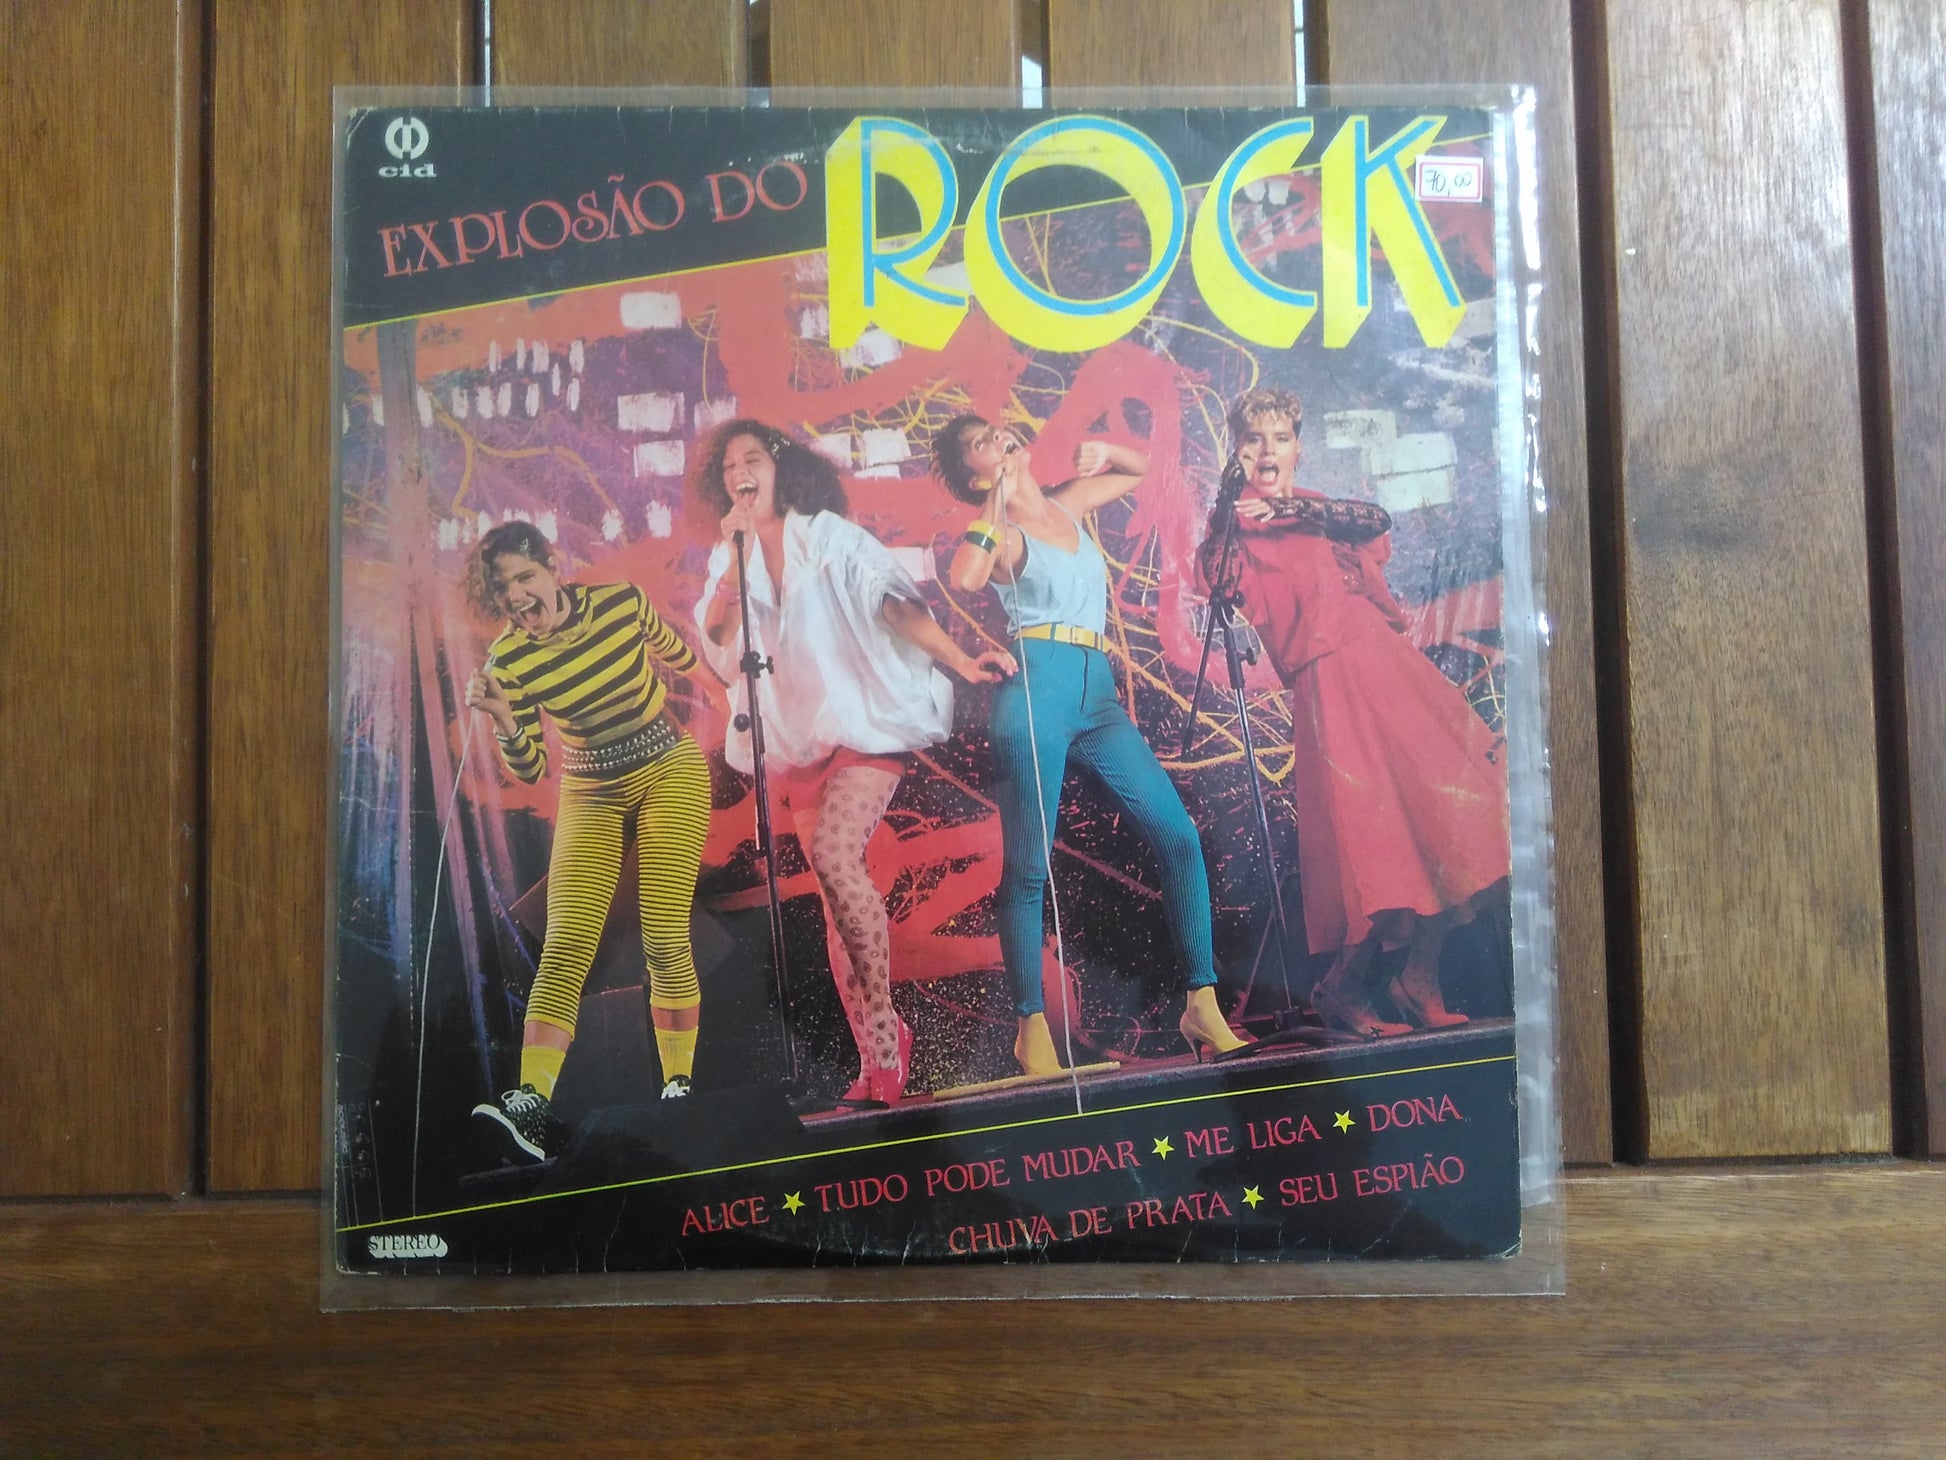 cid
EXPLOSÃO DO ROCK
70,00
ALICE ★ TUDO PODE MUDAR ★ ME LIGA ★ DONA
CHUVA DE PRATA ★ SEU ESPIÃO
STEREO